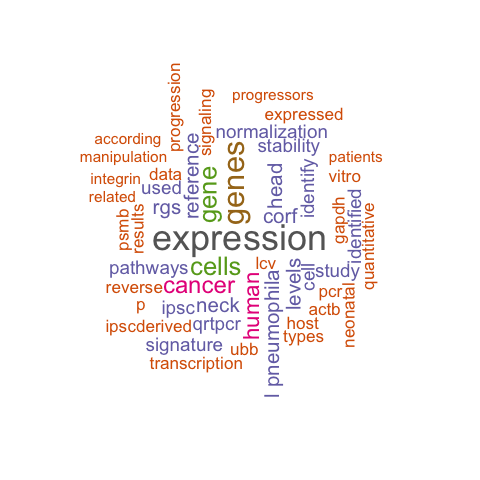 progressors
progression
signaling
expressed
according
normalization
reference
stability
manipulation
genes
patients
integrin
data
gene
head
identify
vitro
related
used
psmb
results
rgs
corf
gapdh
identified
quantitative
expression
pathways
cells
lcv
levels
cell
study
reverse
cancer
human
l pneumophila
pcr
neonatal
p
ipsc
neck
actb
ipscderived
qrtpcr
host
types
signature
ubb
transcription